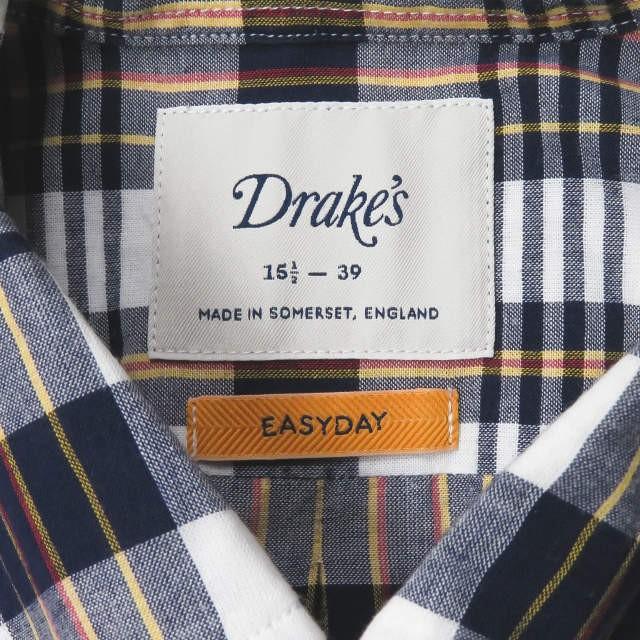 Drake's
15½ — 39
MADE IN SOMERSET, ENGLAND
EASYDAY